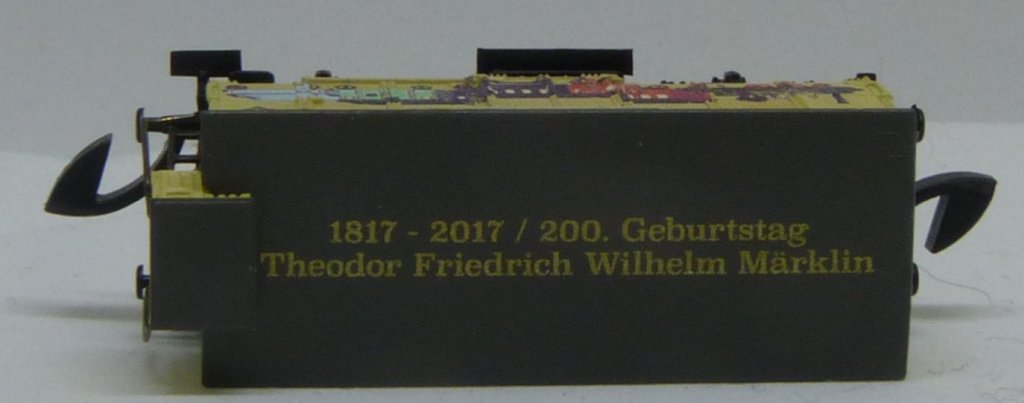 1817 - 2017 / 200. Geburtstag
Theodor Friedrich Wilhelm Märklin